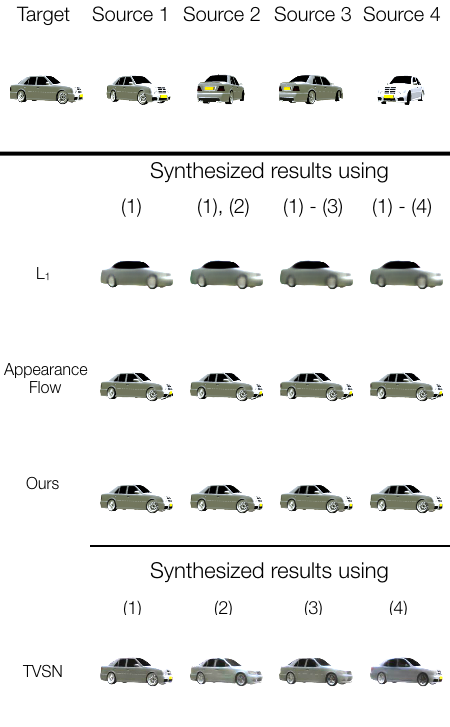 Target Source 1 Source 2 Source 3 Source 4
Synthesized results using
(1) (1), (2) (1) - (3) (1) - (4)
L₁
Appearance
Flow
Ours
Synthesized results using
(1) (2) (3) (4)
TVSN